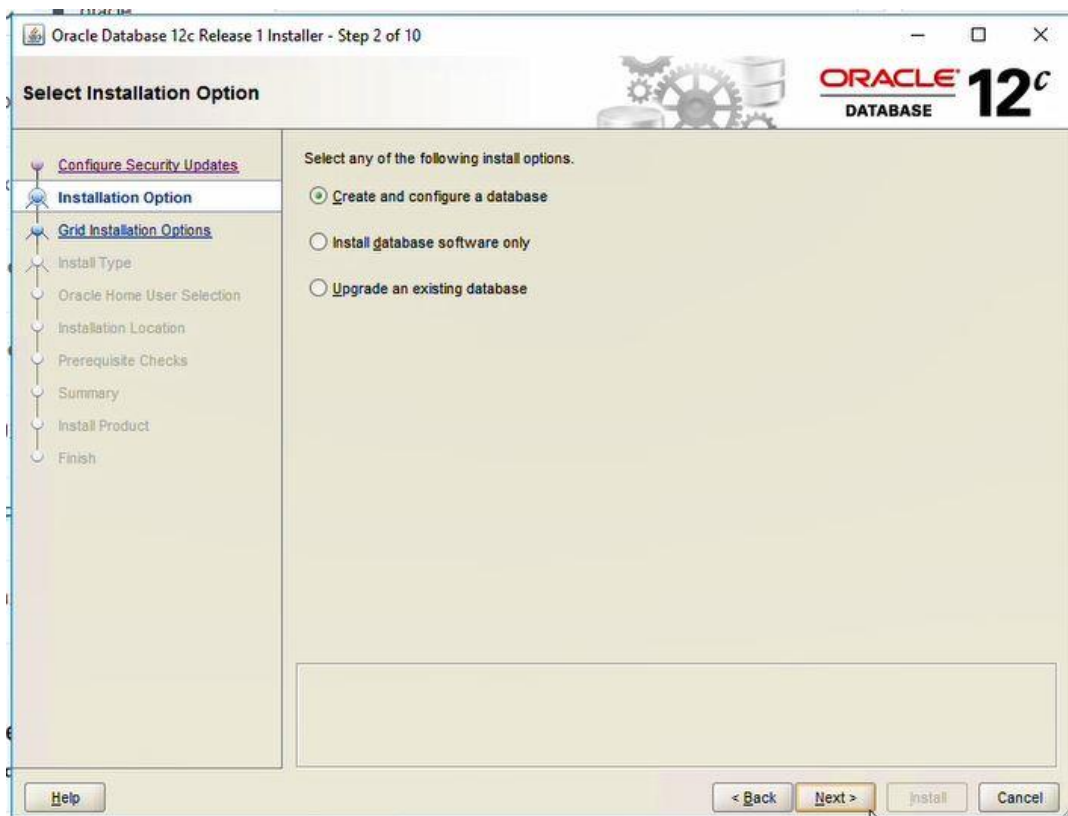 oracle
Oracle Database 12c Release 1 Installer - Step 2 of 10
Select Installation Option
ORACLE
DATABASE
12c
Configure Security Updates
Installation Option
Grid Installation Options
Install Type
Oracle Home User Selection
Installation Location
Prerequisite Checks
Summary
Install Product
Finish
Select any of the following install options.
Create and configure a database
Install database software only
Upgrade an existing database
Help
< Back
Next >
Install
Cancel